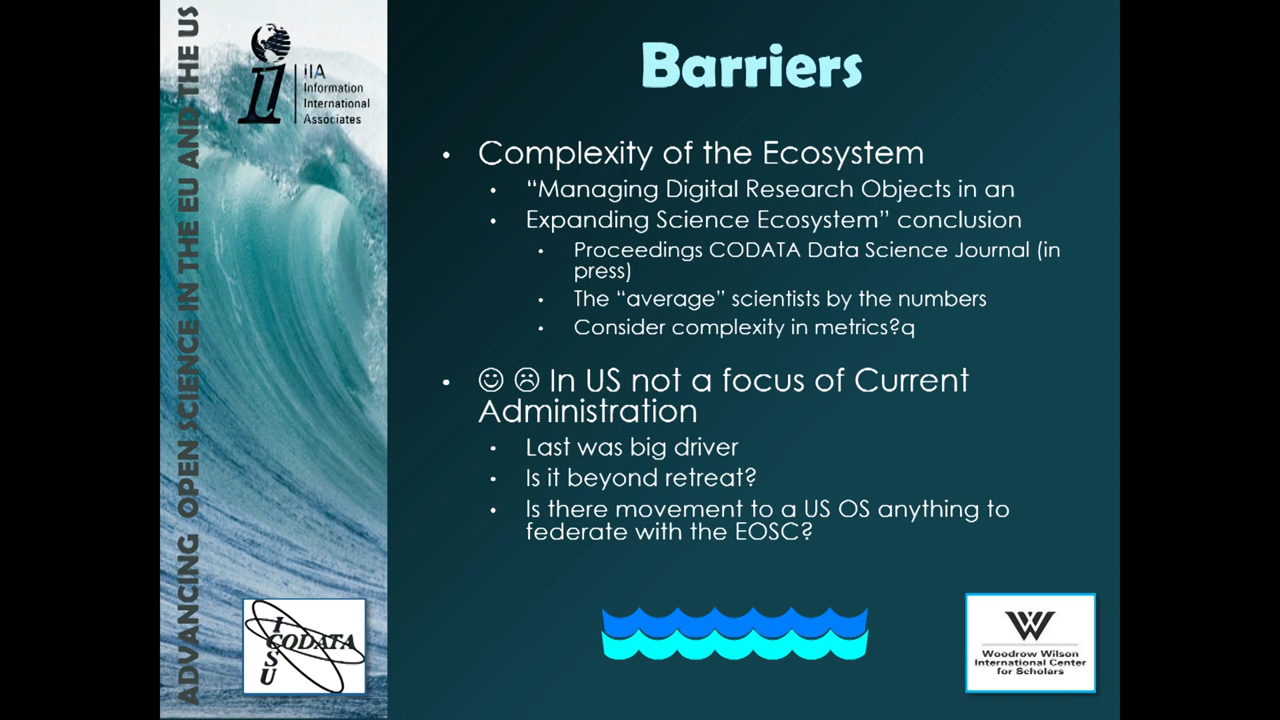 ADVANCING OPEN SCIENCE IN THE EU AND THE US
IIA
Information
International
Associates
Barriers
• Complexity of the Ecosystem
• “Managing Digital Research Objects in an
• Expanding Science Ecosystem” conclusion
• Proceedings CODATA Data Science Journal (in
press)
• The “average” scientists by the numbers
• Consider complexity in metrics?q
• ☺ ☹ In US not a focus of Current
Administration
• Last was big driver
• Is it beyond retreat?
• Is there movement to a US OS anything to
federate with the EOSC?
ICSU
CODATA
W
Woodrow Wilson
International Center
for Scholars